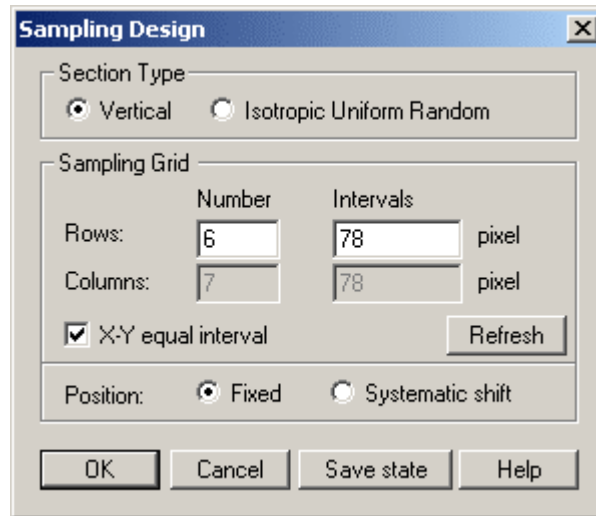 Sampling Design
Section Type
Vertical Isotropic Uniform Random
Sampling Grid
Number Intervals
Rows: 6 78 pixel
Columns: 7 78 pixel
X-Y equal interval Refresh
Position: Fixed Systematic shift
OK Cancel Save state Help